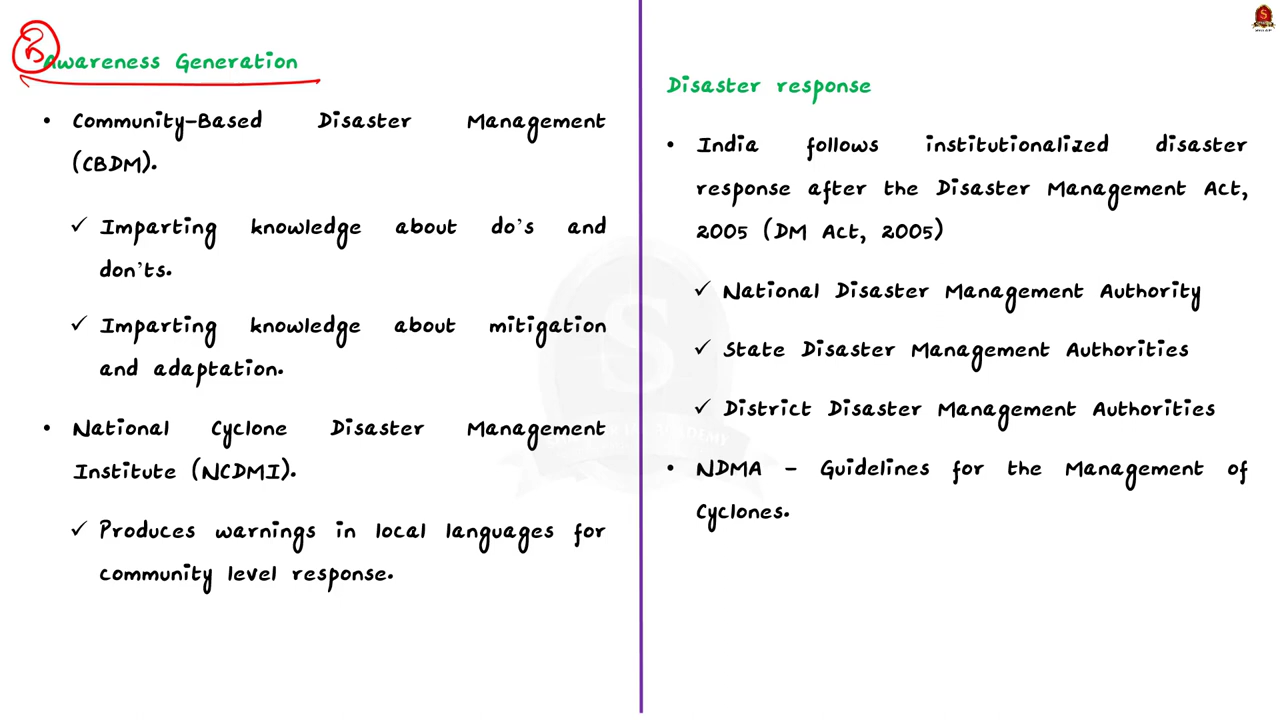 Awareness Generation
• Community-Based Disaster Management
(CBDM).
✓ Imparting knowledge about do's and
don'ts.
✓ Imparting knowledge about mitigation
and adaptation.
• National Cyclone Disaster Management
Institute (NCDMI).
✓ Produces warnings in local languages for
community level response.
Disaster response
• India follows institutionalized disaster
response after the Disaster Management Act,
2005 (DM Act, 2005)
✓ National Disaster Management Authority
✓ State Disaster Management Authorities
✓ District Disaster Management Authorities
• NDMA – Guidelines for the Management of
Cyclones.